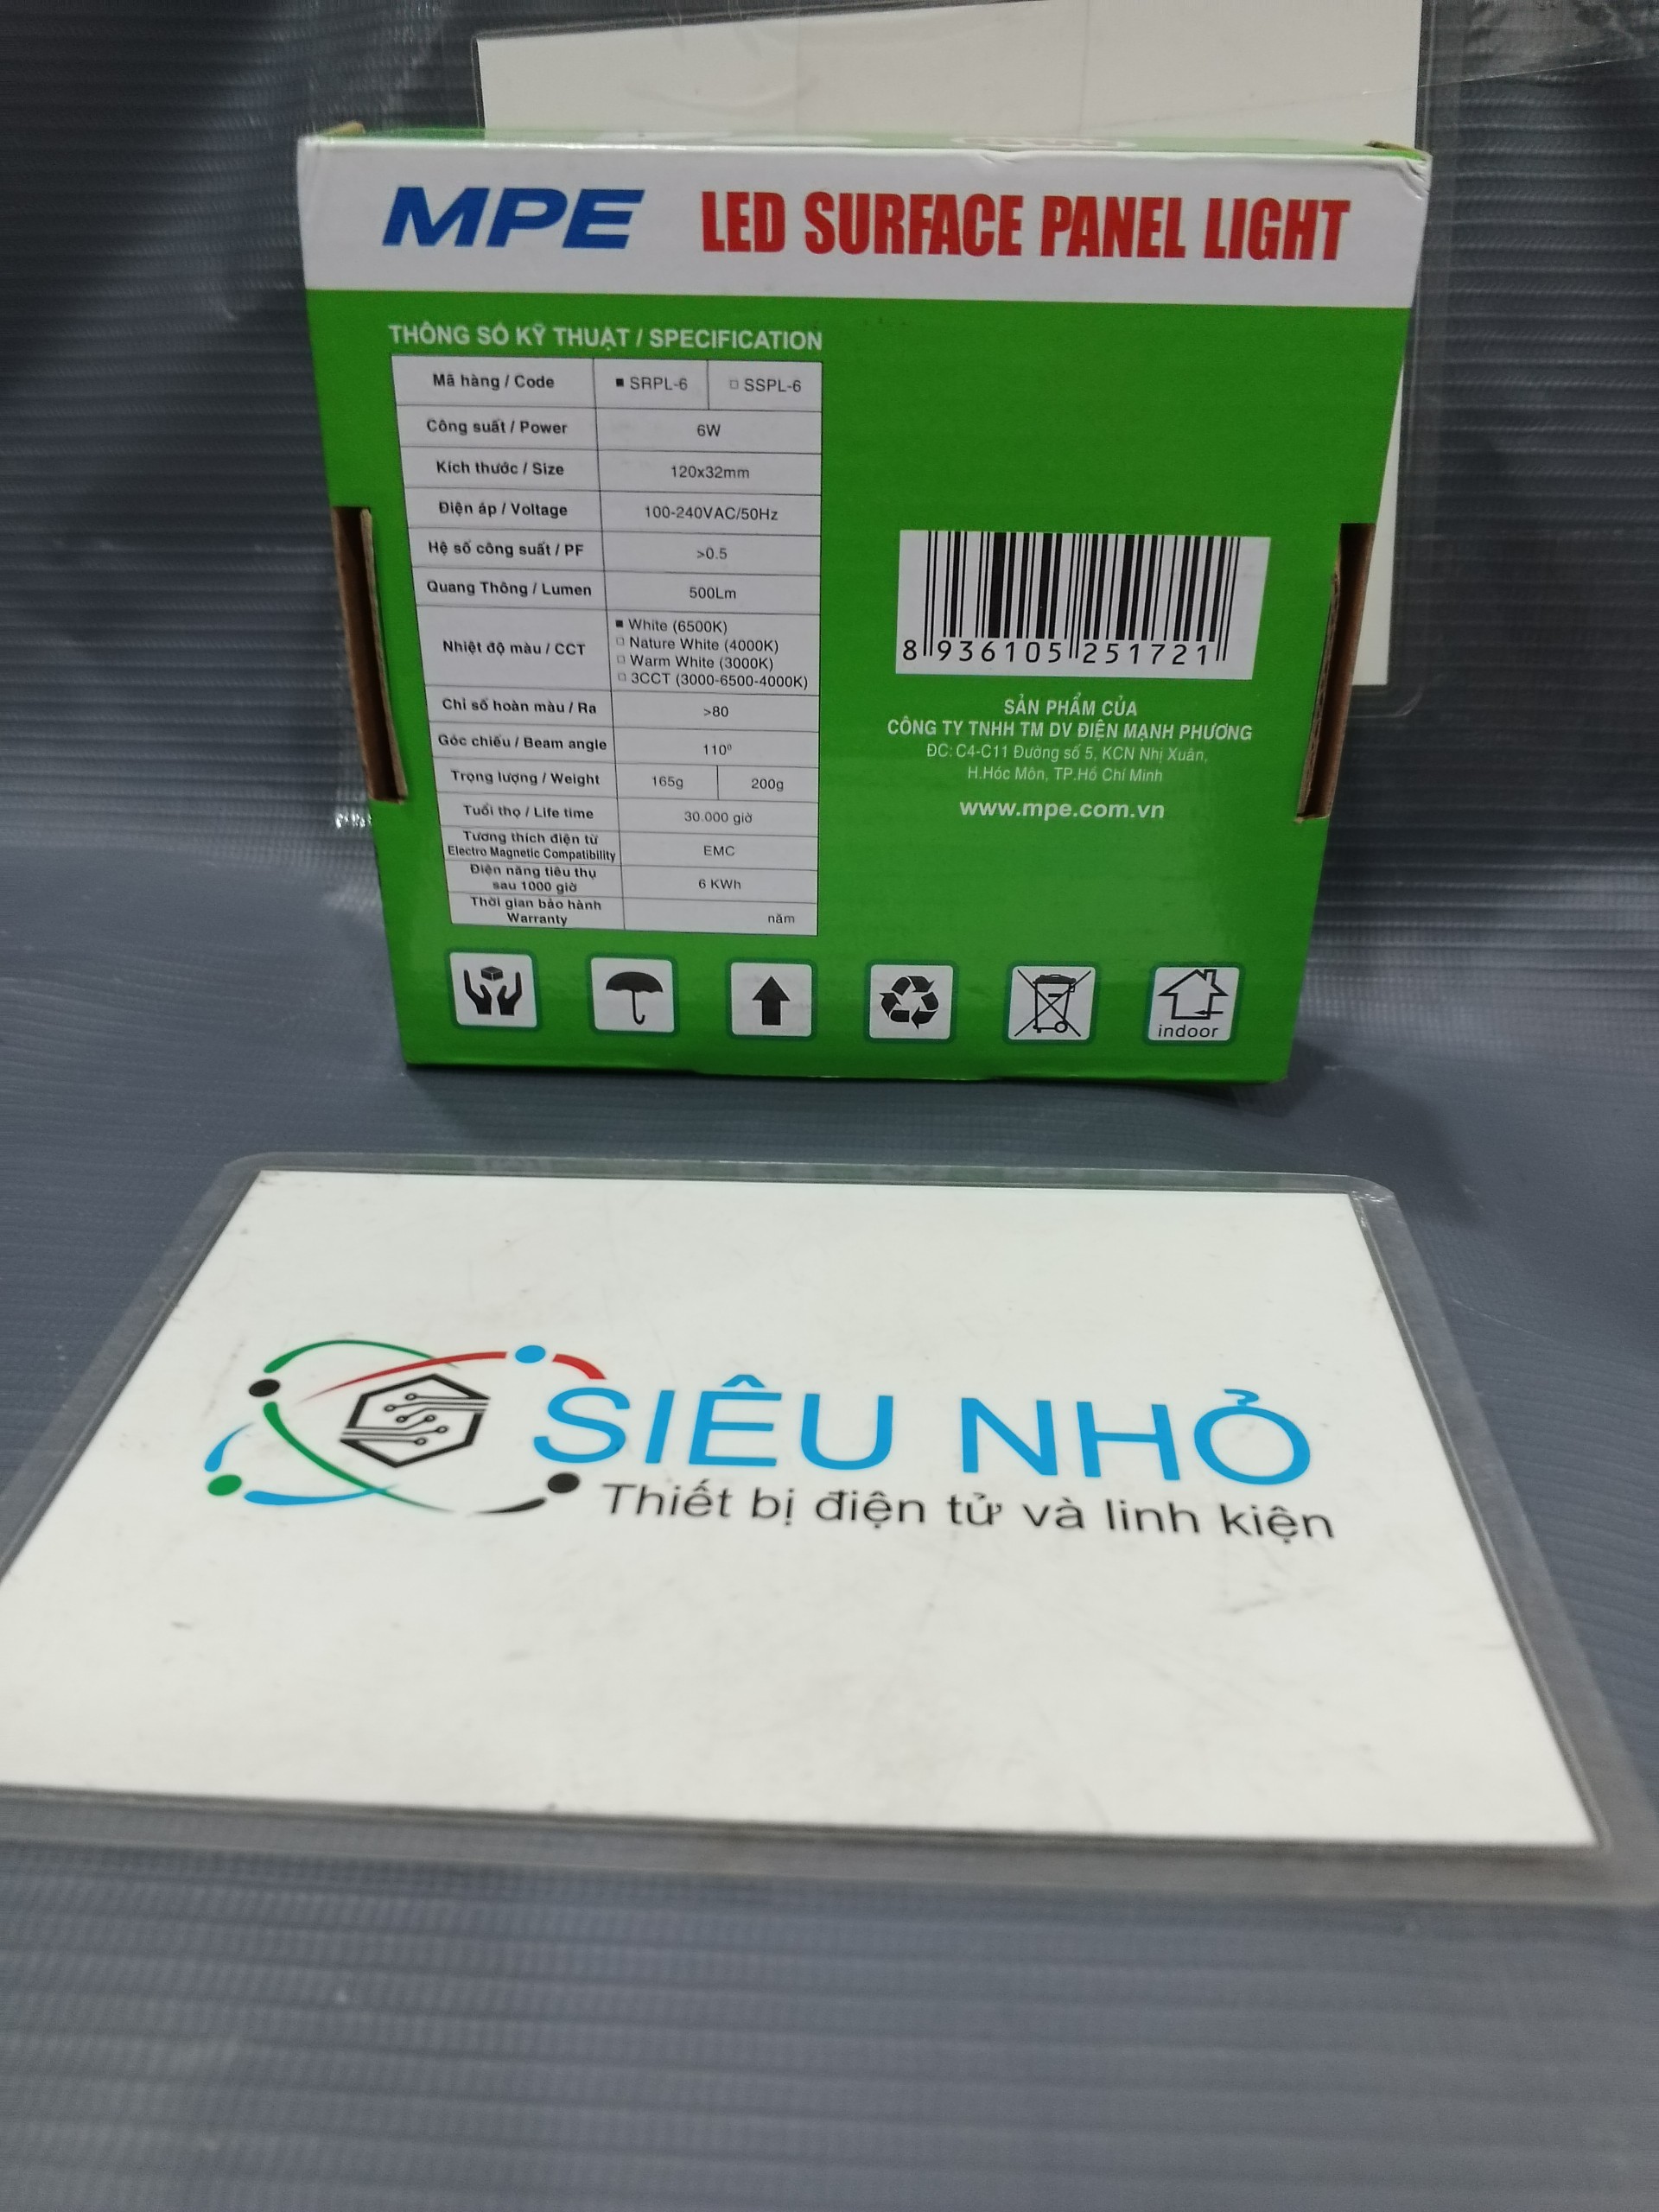 MPE LED SURFACE PANEL LIGHT
THÔNG SỐ KỸ THUẬT / SPECIFICATION
Mã hàng / Code ■ SRPL-6 □ SSPL-6
Công suất / Power 6W
Kích thước / Size 120x32mm
Điện áp / Voltage 100-240VAC/50Hz
Hệ số công suất / PF >0.5
Quang Thông / Lumen 500Lm
Nhiệt độ màu / CCT
■ White (6500K)
□ Nature White (4000K)
□ Warm White (3000K)
□ 3CCT (3000-6500-4000K)
Chỉ số hoàn màu / Ra >80
Góc chiếu / Beam angle 110⁰
Trọng lượng / Weight 165g 200g
Tuổi thọ / Life time 30.000 giờ
Tương thích điện từ
Electro Magnetic Compatibility EMC
Điện năng tiêu thụ
sau 1000 giờ 6 KWh
Thời gian bảo hành
Warranty năm
8 936105 251721
SẢN PHẨM CỦA
CÔNG TY TNHH TM DV ĐIỆN MẠNH PHƯƠNG
ĐC: C4-C11 Đường số 5, KCN Nhị Xuân,
H.Hóc Môn, TP.Hồ Chí Minh
www.mpe.com.vn
indoor
SIÊU NHỎ
Thiết bị điện tử và linh kiện